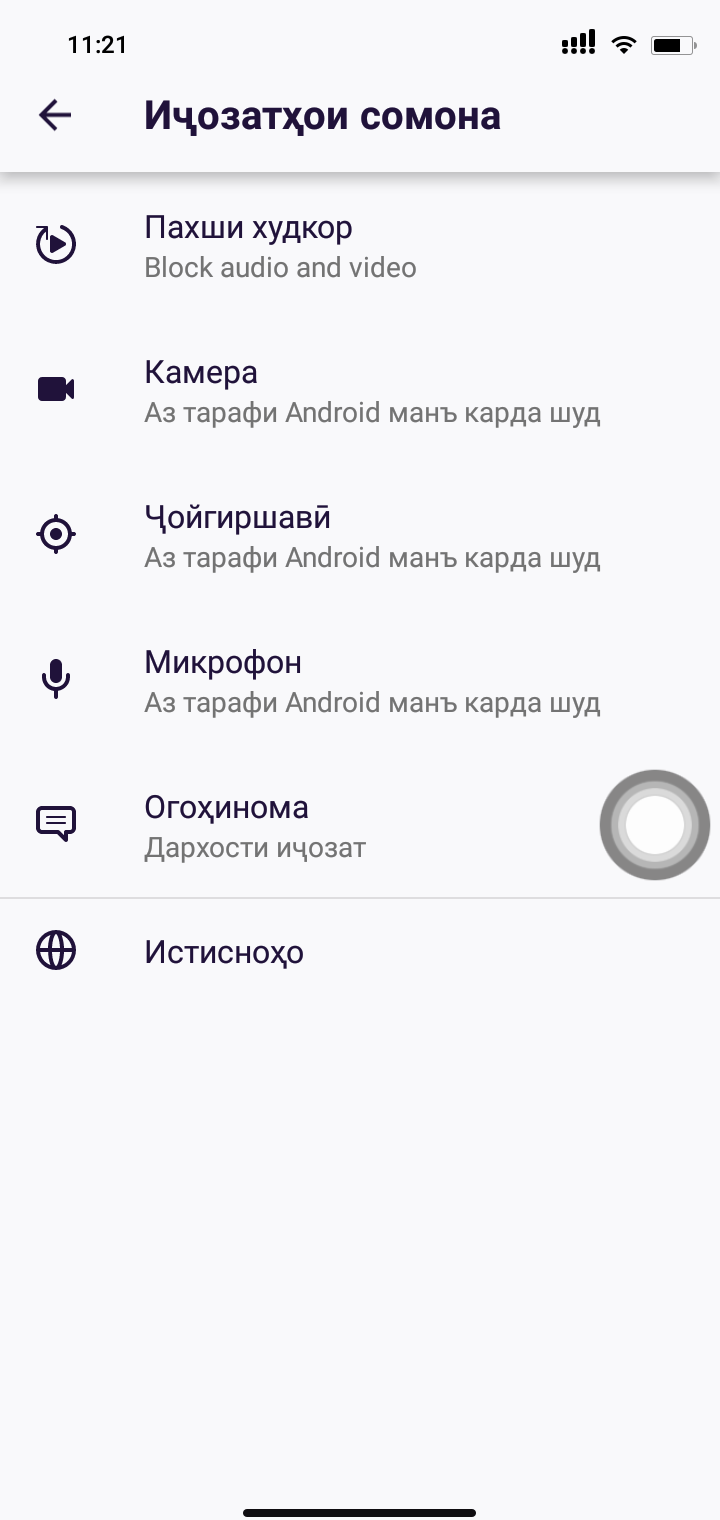 11:21
Иҷозатҳои сомона
Пахши худкор
Block audio and video
Камера
Аз тарафи Android манъ карда шуд
Ҷойгиршавӣ
Аз тарафи Android манъ карда шуд
Микрофон
Аз тарафи Android манъ карда шуд
Огоҳинома
Дархости иҷозат
Истисноҳо